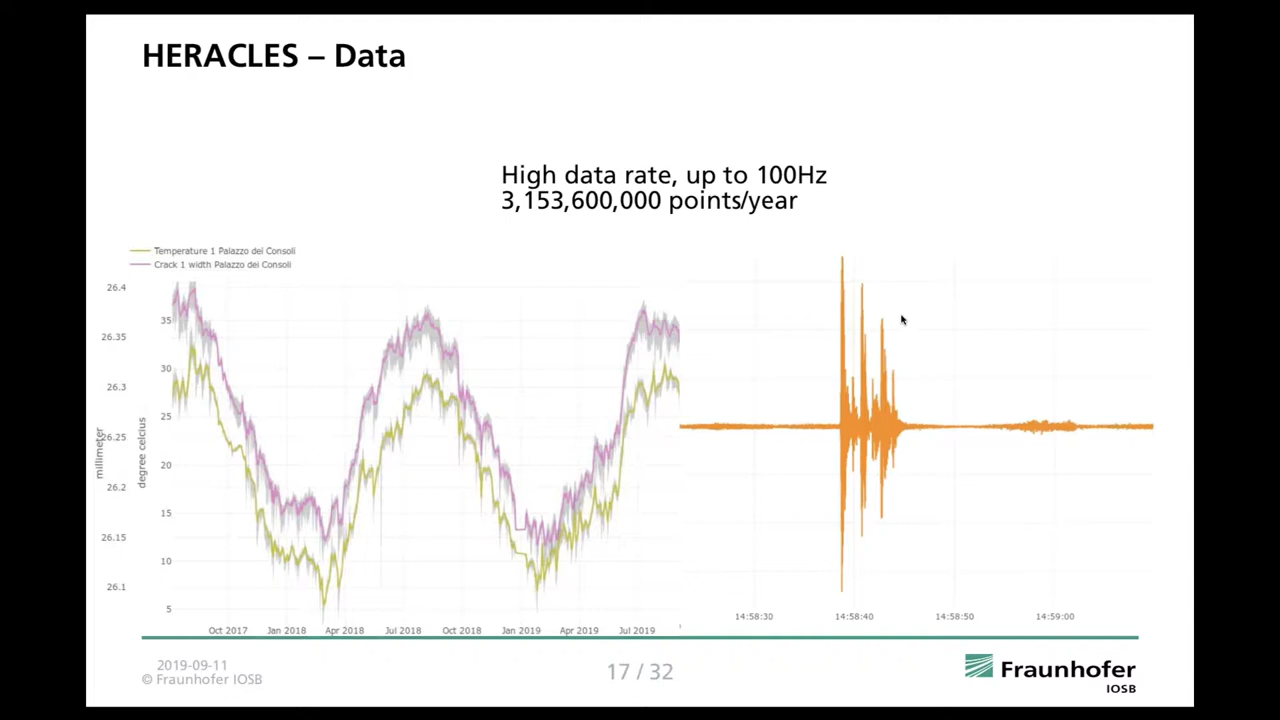 HERACLES – Data
High data rate, up to 100Hz
3,153,600,000 points/year
Temperature 1 Palazzo dei Consoli
Crack 1 width Palazzo dei Consoli
26.4
26.35
26.3
26.25
26.2
26.15
26.1
millimeter
35
30
25
20
15
10
5
degree celcius
Oct 2017 Jan 2018 Apr 2018 Jul 2018 Oct 2018 Jan 2019 Apr 2019 Jul 2019
14:58:30 14:58:40 14:58:50 14:59:00
2019-09-11
© Fraunhofer IOSB
17 / 32
Fraunhofer
IOSB